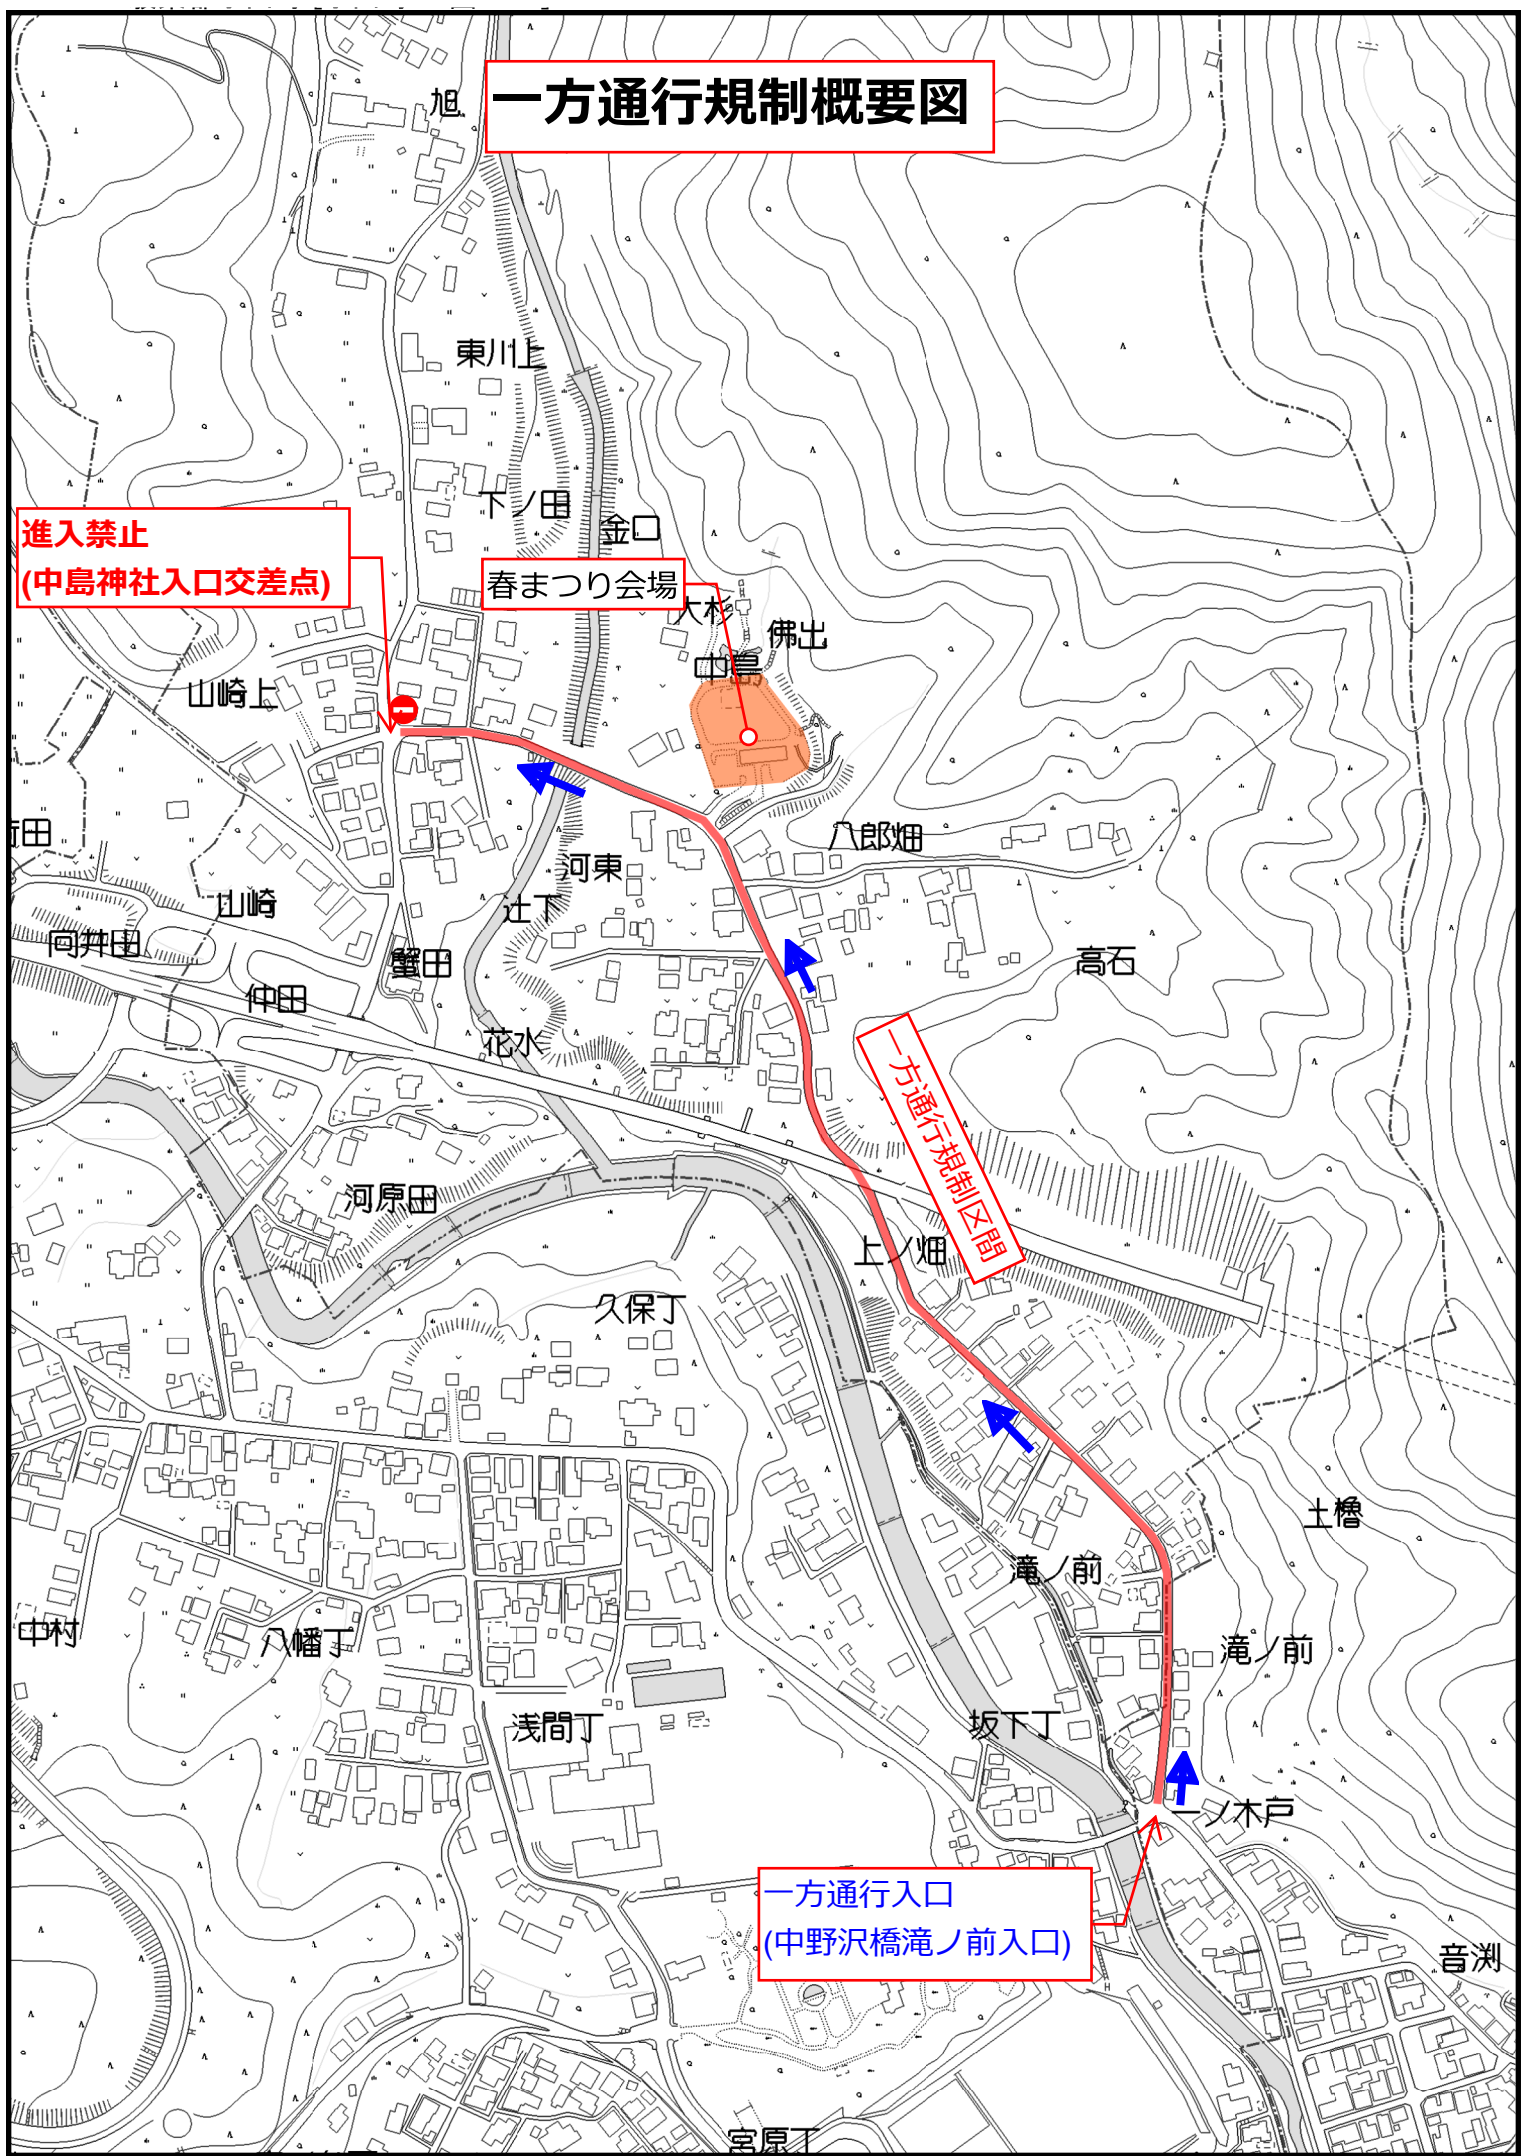 一方通行規制概要図
旭
東川上
下ノ田
金口
進入禁止
(中島神社入口交差点)
春まつり会場
大杉
佛出
中島
山崎上
八郎畑
河東
辻下
山崎
向井田
蟹田
高石
仲田
花水
一方通行規制区間
河原田
上ノ畑
久保丁
土櫓
滝ノ前
中村
八幡丁
滝ノ前
浅間丁
坂下丁
一ノ木戸
一方通行入口
(中野沢橋滝ノ前入口)
音渕
宮原丁